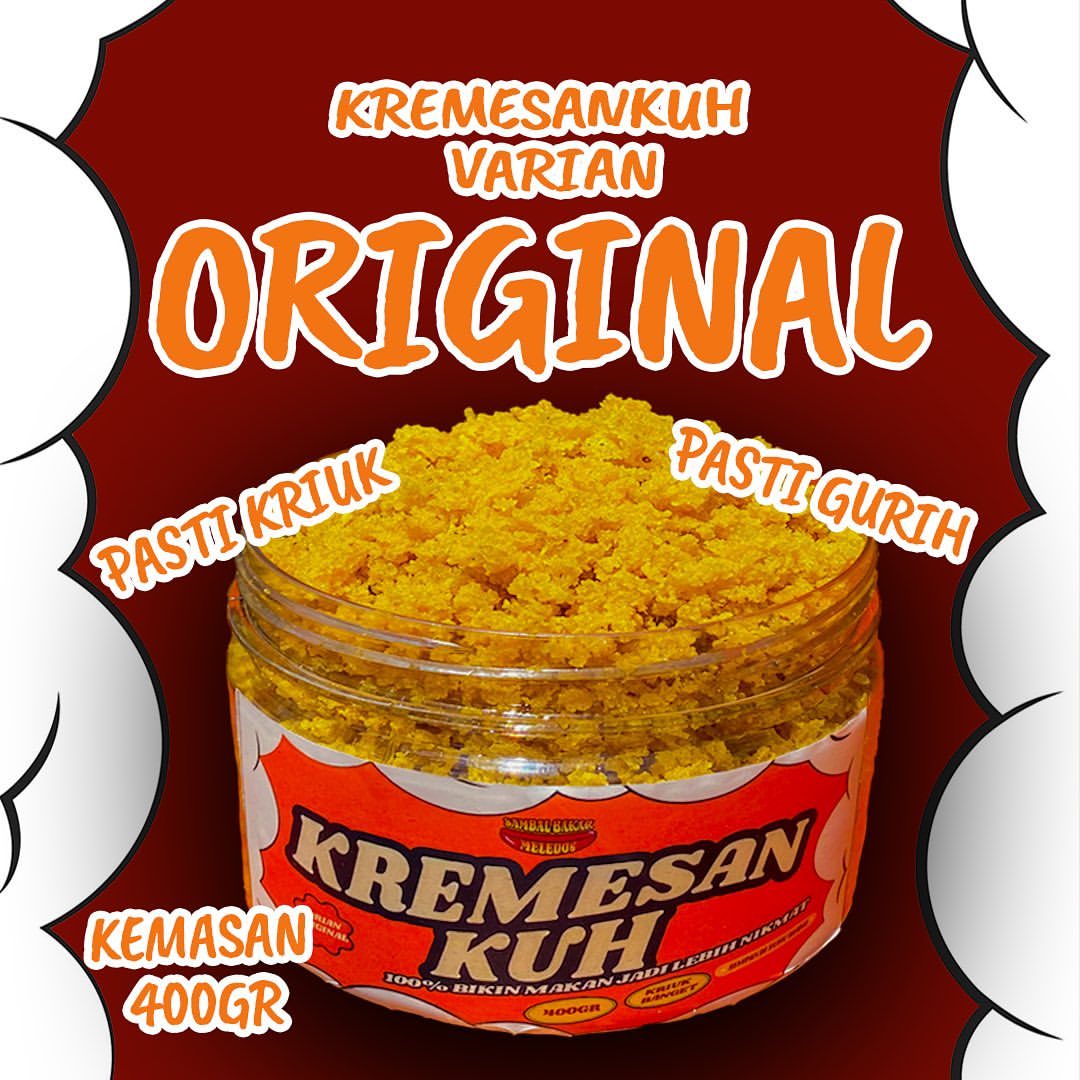 KREMESANKUH
VARIAN
ORIGINAL
PASTI KRIUK
PASTI GURIH
SAMBAL BAKAR
MELEDOS
KREMESAN
KUH
100% BIKIN MAKAN JADI LEBIH NIKMAT
ORIGINAL
400GR
KRIUK
BANGET
KEMASAN
400GR